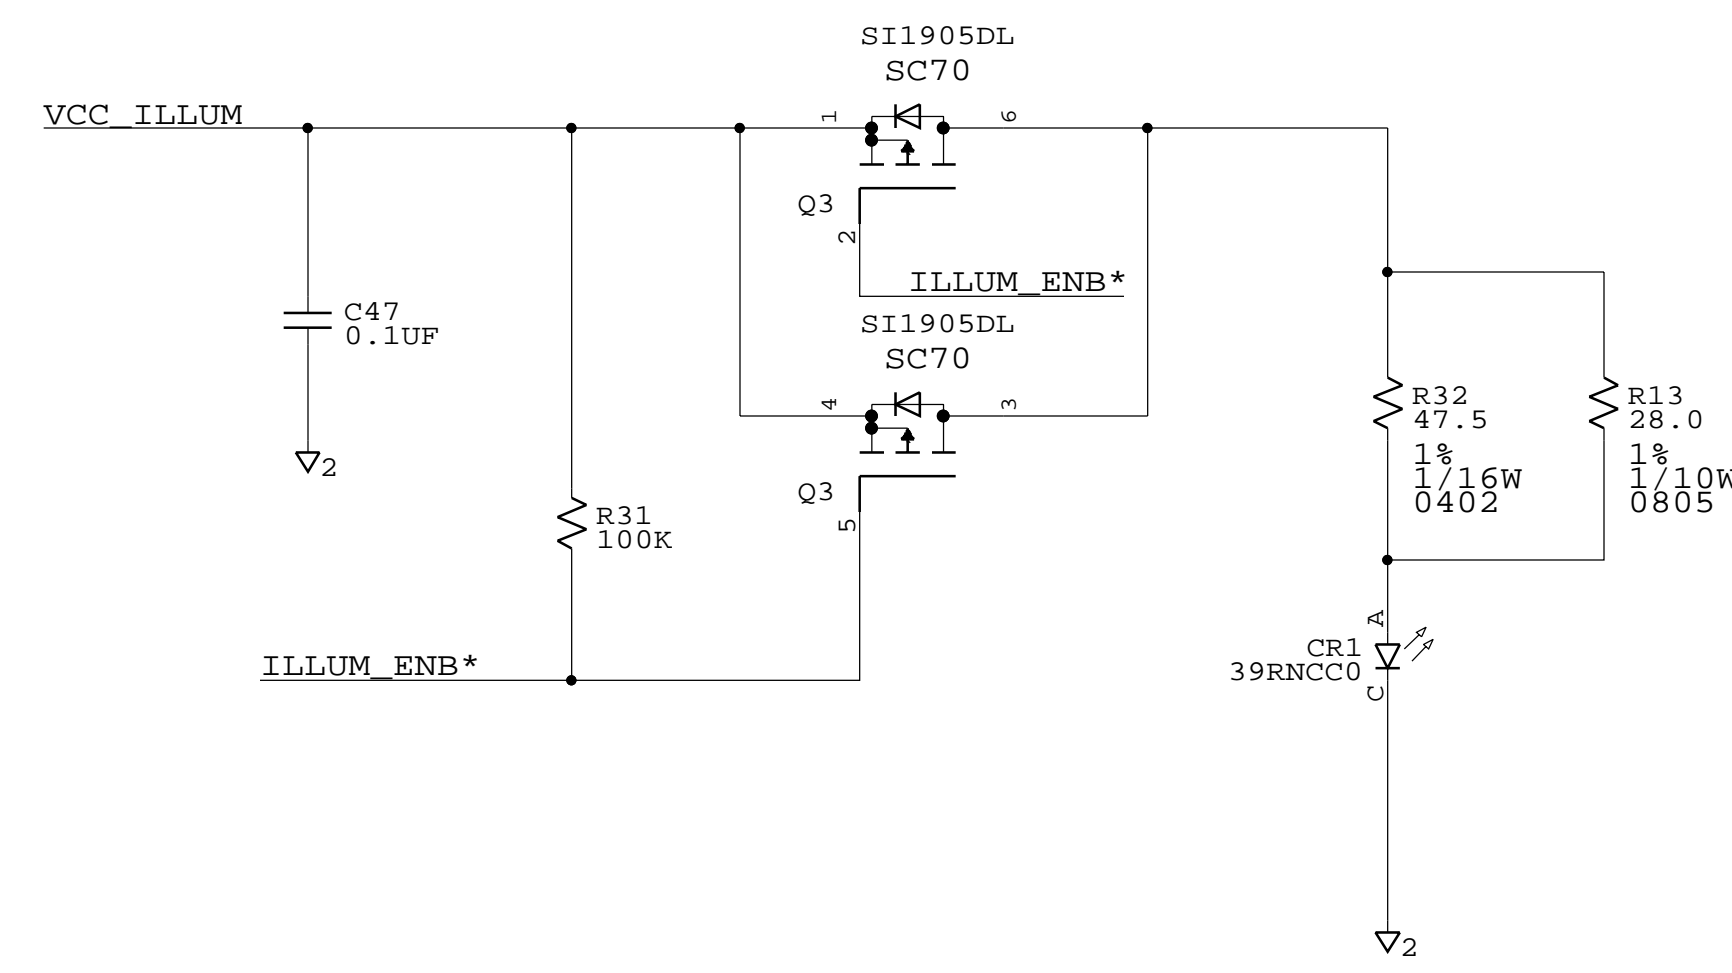 SI1905DL
SC70
VCC_ILLUM
1
6
Q3
2
ILLUM_ENB*
C47
0.1UF
2
SI1905DL
SC70
4
3
Q3
5
R31
100K
ILLUM_ENB*
R32
47.5
1%
1/16W
0402
R13
28.0
1%
1/10W
0805
A
CR1
39RNCC0
C
2